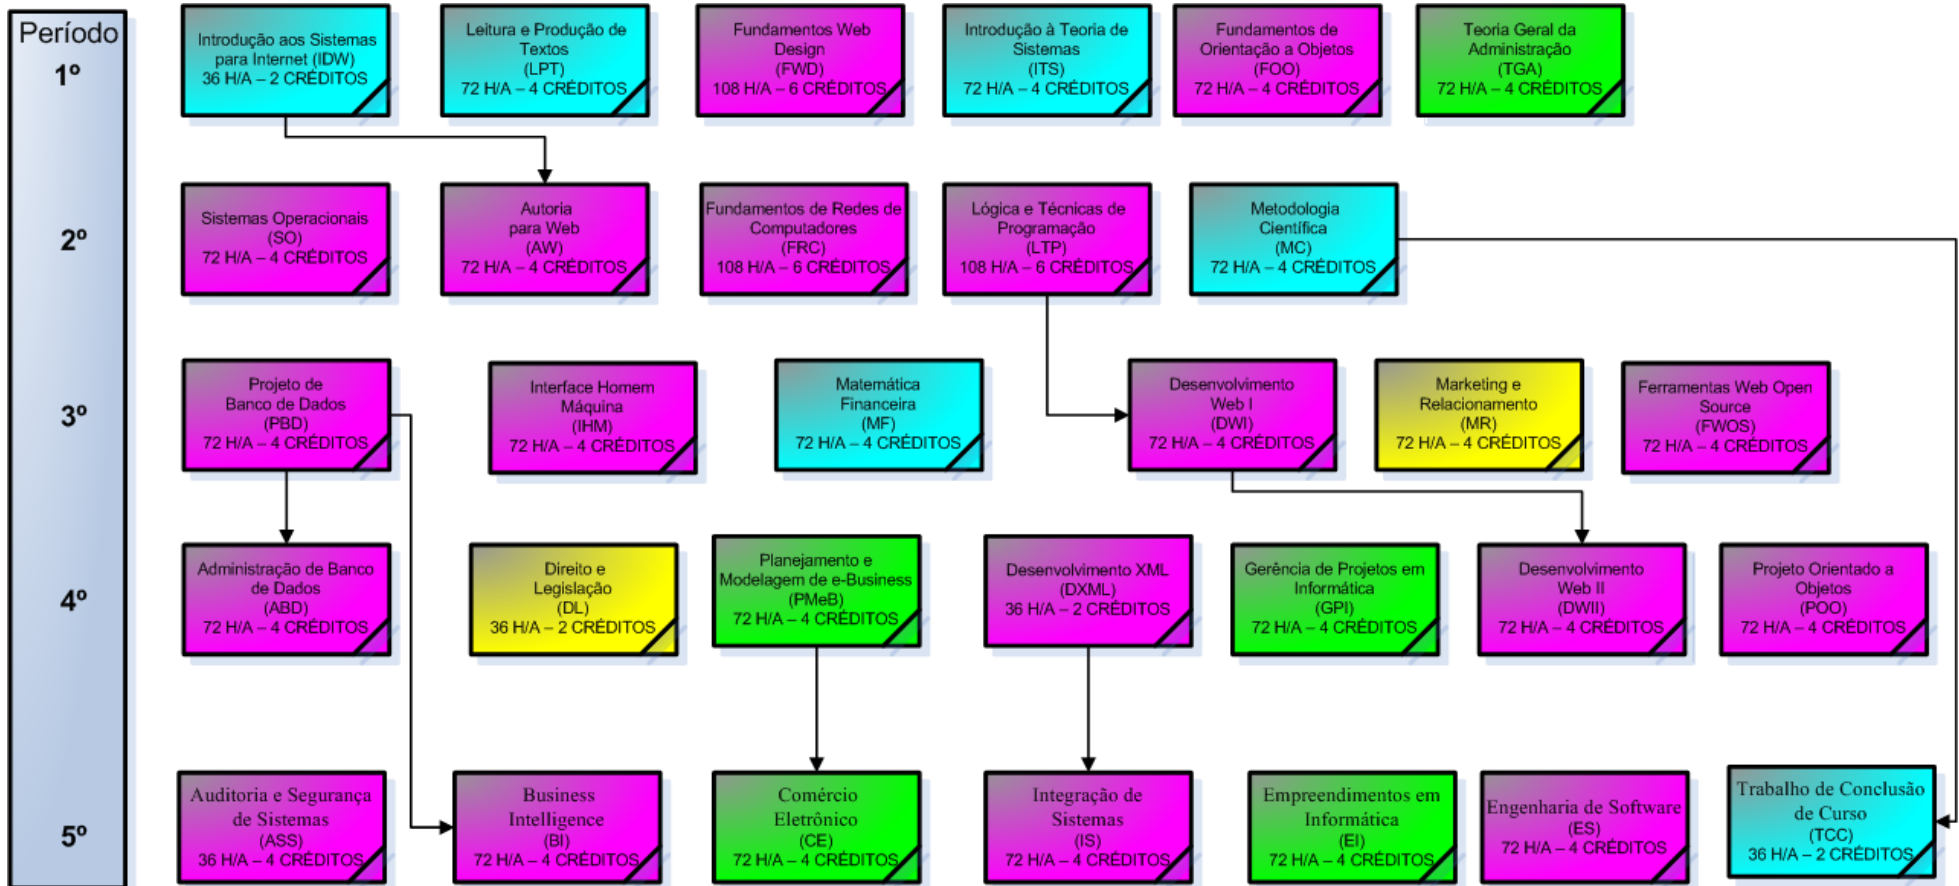 Período
1º
Introdução aos Sistemas
para Internet (IDW)
36 H/A – 2 CRÉDITOS
Leitura e Produção de
Textos
(LPT)
72 H/A – 4 CRÉDITOS
Fundamentos Web
Design
(FWD)
108 H/A – 6 CRÉDITOS
Introdução à Teoria de
Sistemas
(ITS)
72 H/A – 4 CRÉDITOS
Fundamentos de
Orientação a Objetos
(FOO)
72 H/A – 4 CRÉDITOS
Teoria Geral da
Administração
(TGA)
72 H/A – 4 CRÉDITOS
2º
Sistemas Operacionais
(SO)
72 H/A – 4 CRÉDITOS
Autoria
para Web
(AW)
72 H/A – 4 CRÉDITOS
Fundamentos de Redes de
Computadores
(FRC)
108 H/A – 6 CRÉDITOS
Lógica e Técnicas de
Programação
(LTP)
108 H/A – 6 CRÉDITOS
Metodologia
Científica
(MC)
72 H/A – 4 CRÉDITOS
3º
Projeto de
Banco de Dados
(PBD)
72 H/A – 4 CRÉDITOS
Interface Homem
Máquina
(IHM)
72 H/A – 4 CRÉDITOS
Matemática
Financeira
(MF)
72 H/A – 4 CRÉDITOS
Desenvolvimento
Web I
(DWI)
72 H/A – 4 CRÉDITOS
Marketing e
Relacionamento
(MR)
72 H/A – 4 CRÉDITOS
Ferramentas Web Open
Source
(FWOS)
72 H/A – 4 CRÉDITOS
4º
Administração de Banco
de Dados
(ABD)
72 H/A – 4 CRÉDITOS
Direito e
Legislação
(DL)
36 H/A – 2 CRÉDITOS
Planejamento e
Modelagem de e-Business
(PMeB)
72 H/A – 4 CRÉDITOS
Desenvolvimento XML
(DXML)
36 H/A – 2 CRÉDITOS
Gerência de Projetos em
Informática
(GPI)
72 H/A – 4 CRÉDITOS
Desenvolvimento
Web II
(DWII)
72 H/A – 4 CRÉDITOS
Projeto Orientado a
Objetos
(POO)
72 H/A – 4 CRÉDITOS
5º
Auditoria e Segurança
de Sistemas
(ASS)
36 H/A – 4 CRÉDITOS
Business
Intelligence
(BI)
72 H/A – 4 CRÉDITOS
Comércio
Eletrônico
(CE)
72 H/A – 4 CRÉDITOS
Integração de
Sistemas
(IS)
72 H/A – 4 CRÉDITOS
Empreendimentos em
Informática
(EI)
72 H/A – 4 CRÉDITOS
Engenharia de Software
(ES)
72 H/A – 4 CRÉDITOS
Trabalho de Conclusão
de Curso
(TCC)
36 H/A – 2 CRÉDITOS